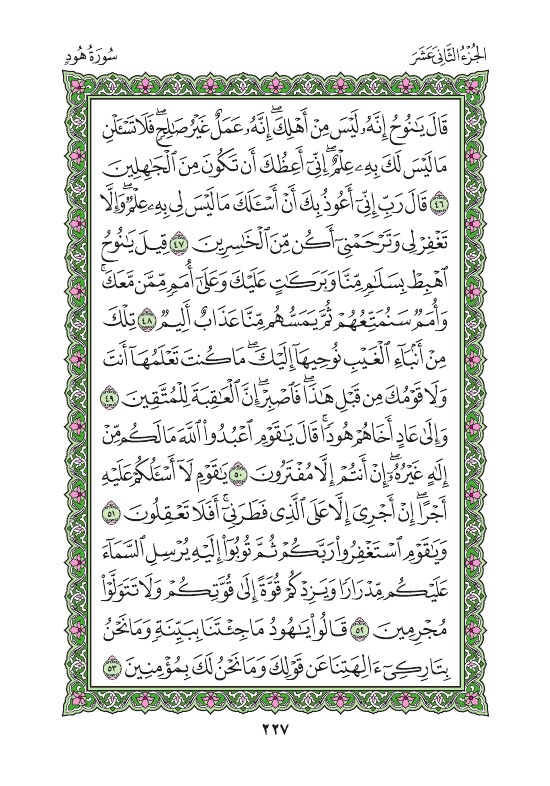 الجُزْءُ الثَّانِي عَشَرَ
سُورَةُ هُودٍ
قَالَ يَٰنُوحُ إِنَّهُۥ لَيْسَ مِنْ أَهْلِكَۖ إِنَّهُۥ عَمَلٌ غَيْرُ صَٰلِحٖۖ فَلَا تَسْـَٔلْنِ
مَا لَيْسَ لَكَ بِهِۦ عِلْمٌۖ إِنِّيٓ أَعِظُكَ أَن تَكُونَ مِنَ ٱلْجَٰهِلِينَ
٤٦ قَالَ رَبِّ إِنِّيٓ أَعُوذُ بِكَ أَنْ أَسْـَٔلَكَ مَا لَيْسَ لِي بِهِۦ عِلْمٌۖ وَإِلَّا
تَغْفِرْ لِي وَتَرْحَمْنِيٓ أَكُن مِّنَ ٱلْخَٰسِرِينَ ٤٧ قِيلَ يَٰنُوحُ
ٱهْبِطْ بِسَلَٰمٖ مِّنَّا وَبَرَكَٰتٍ عَلَيْكَ وَعَلَىٰٓ أُمَمٖ مِّمَّن مَّعَكَۚ
وَأُمَمٌ سَنُمَتِّعُهُمْ ثُمَّ يَمَسُّهُم مِّنَّا عَذَابٌ أَلِيمٌ ٤٨ تِلْكَ
مِنْ أَنۢبَآءِ ٱلْغَيْبِ نُوحِيهَآ إِلَيْكَۖ مَا كُنتَ تَعْلَمُهَآ أَنتَ
وَلَا قَوْمُكَ مِن قَبْلِ هَٰذَاۖ فَٱصْبِرْۖ إِنَّ ٱلْعَٰقِبَةَ لِلْمُتَّقِينَ ٤٩
وَإِلَىٰ عَادٍ أَخَاهُمْ هُودٗاۚ قَالَ يَٰقَوْمِ ٱعْبُدُوا۟ ٱللَّهَ مَا لَكُم مِّنْ
إِلَٰهٍ غَيْرُهُۥٓۖ إِنْ أَنتُمْ إِلَّا مُفْتَرُونَ ٥٠ يَٰقَوْمِ لَآ أَسْـَٔلُكُمْ عَلَيْهِ
أَجْرًاۖ إِنْ أَجْرِيَ إِلَّا عَلَى ٱلَّذِي فَطَرَنِيٓۚ أَفَلَا تَعْقِلُونَ ٥١
وَيَٰقَوْمِ ٱسْتَغْفِرُوا۟ رَبَّكُمْ ثُمَّ تُوبُوٓا۟ إِلَيْهِ يُرْسِلِ ٱلسَّمَآءَ
عَلَيْكُم مِّدْرَارٗا وَيَزِدْكُمْ قُوَّةً إِلَىٰ قُوَّتِكُمْ وَلَا تَتَوَلَّوْا۟
مُجْرِمِينَ ٥٢ قَالُوا۟ يَٰهُودُ مَا جِئْتَنَا بِبَيِّنَةٖ وَمَا نَحْنُ
بِتَارِكِيٓ ءَالِهَتِنَا عَن قَوْلِكَ وَمَا نَحْنُ لَكَ بِمُؤْمِنِينَ ٥٣
٢٢٧